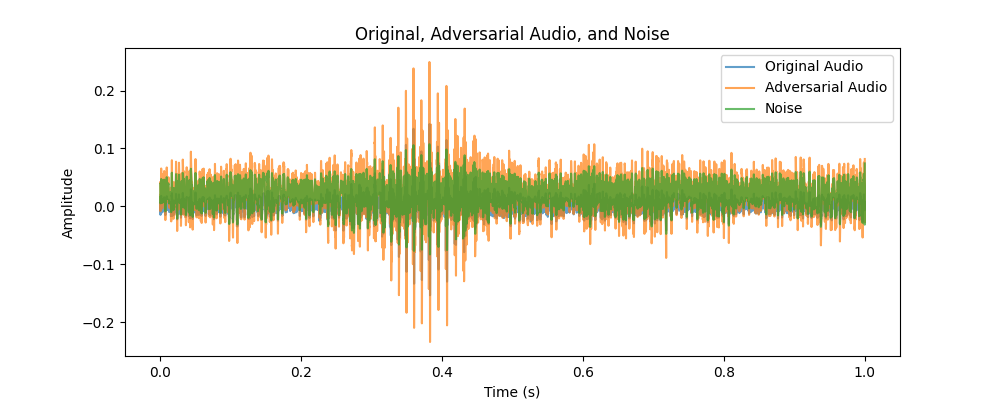 Original, Adversarial Audio, and Noise
Original Audio
Adversarial Audio
Noise
Amplitude
0.2
0.1
0.0
−0.1
−0.2
0.0
0.2
0.4
0.6
0.8
1.0
Time (s)